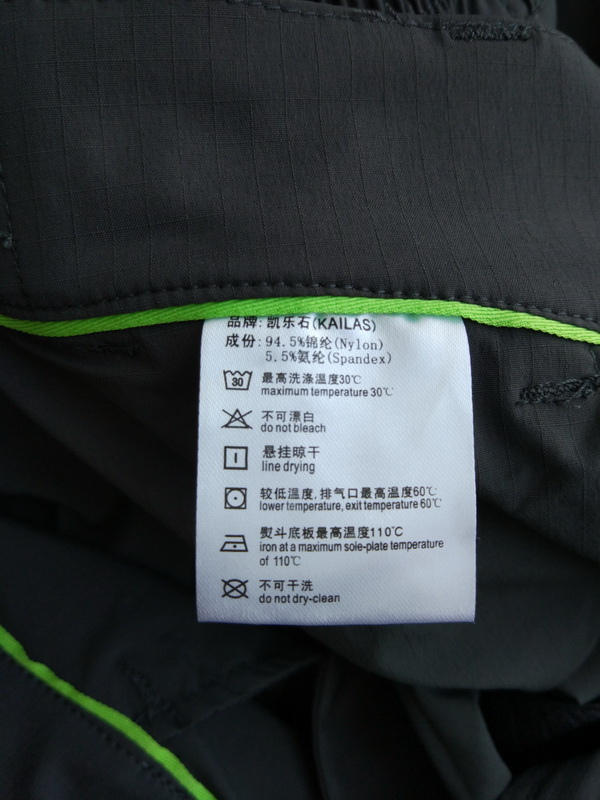 品牌: 凯乐石(KAILAS)
成份: 94.5%锦纶(Nylon)
5.5%氨纶(Spandex)
30 最高洗涤温度30℃
maximum temperature 30℃
不可漂白
do not bleach
悬挂晾干
line drying
较低温度, 排气口最高温度60℃
lower temperature, exit temperature 60℃
熨斗底板最高温度110℃
iron at a maximum sole-plate temperature
of 110℃
不可干洗
do not dry-clean